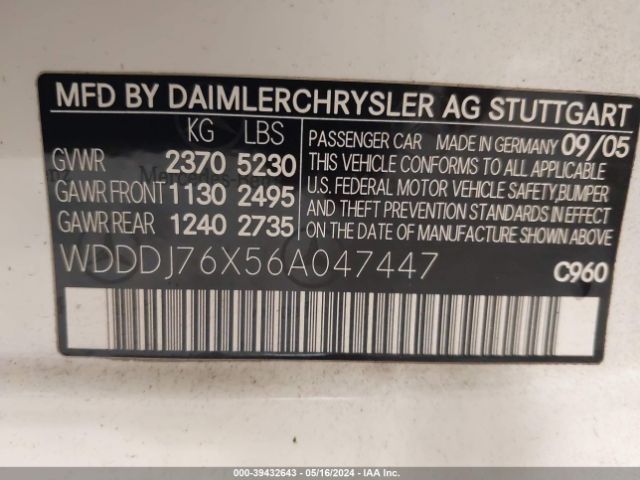 MFD BY DAIMLERCHRYSLER AG STUTTGART
KG LBS
GVWR 2370 5230
GAWR FRONT 1130 2495
GAWR REAR 1240 2735
PASSENGER CAR MADE IN GERMANY 09/05
THIS VEHICLE CONFORMS TO ALL APPLICABLE
U.S. FEDERAL MOTOR VEHICLE SAFETY, BUMPER
AND THEFT PREVENTION STANDARDS IN EFFECT
ON THE DATE OF MANUFACTURE SHOWN ABOVE
WDDDJ76X56A047447 C960
000-39432643 - 05/16/2024 - IAA Inc.